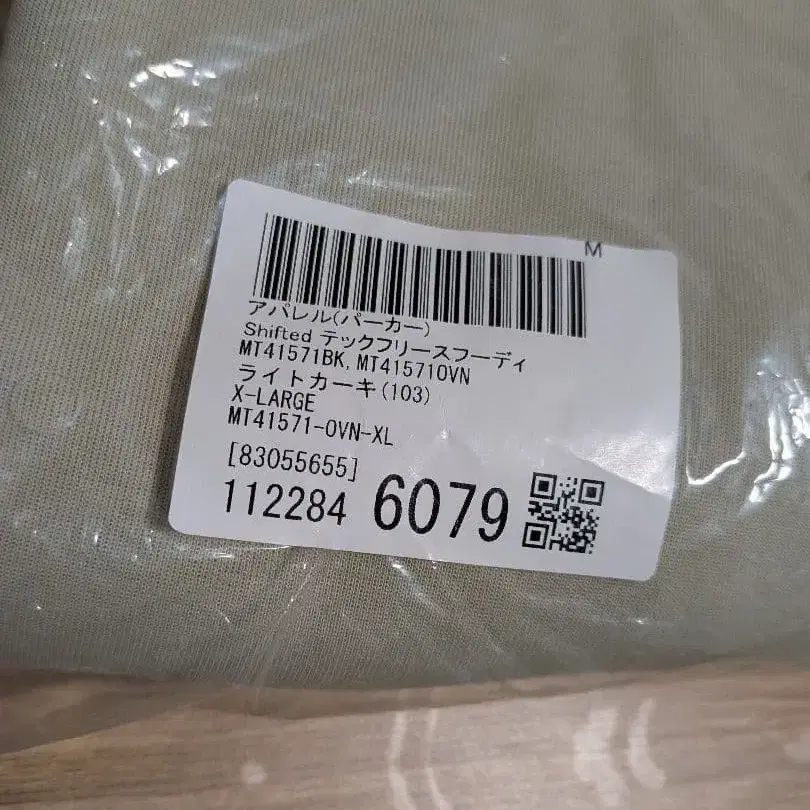 M
アパレル(パーカー)
Shifted テックフリースフーディ
MT41571BK,MT41571OVN
ライトカーキ(103)
X-LARGE
MT41571-OVN-XL
[83055655]
112284 6079